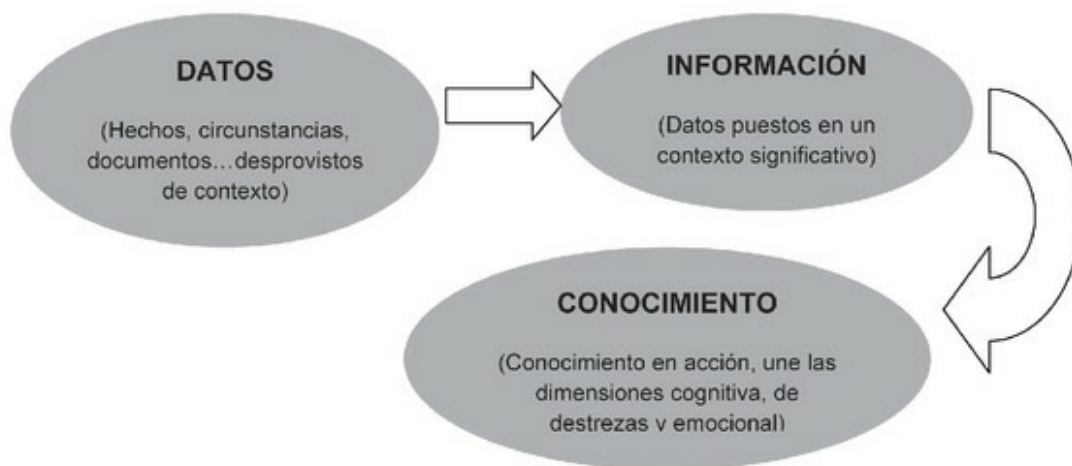 DATOS
(Hechos, circunstancias,
documentos...desprovistos
de contexto)
INFORMACIÓN
(Datos puestos en un
contexto significativo)
CONOCIMIENTO
(Conocimiento en acción, une las
dimensiones cognitiva, de
destrezas y emocional)